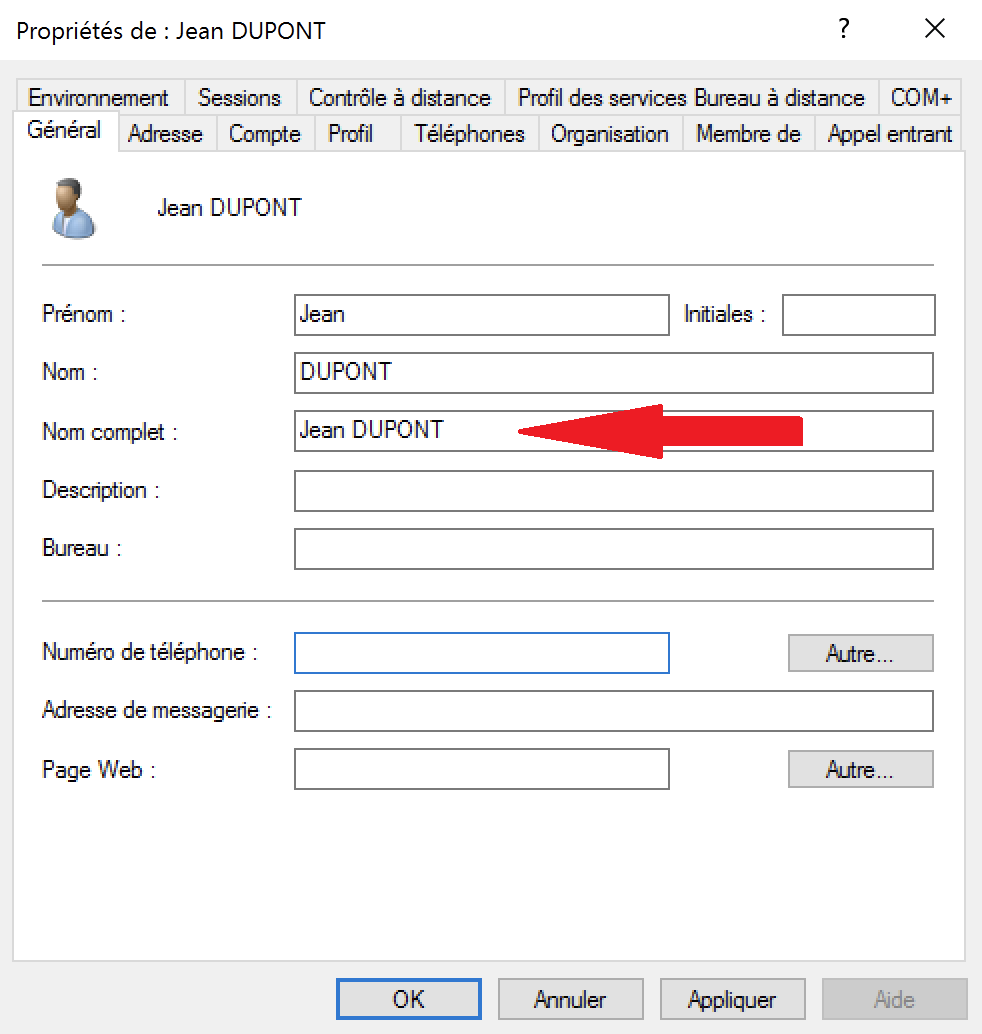 Propriétés de : Jean DUPONT ?
Environnement Sessions Contrôle à distance Profil des services Bureau à distance COM+
Général Adresse Compte Profil Téléphones Organisation Membre de Appel entrant
Jean DUPONT
Prénom : Jean Initiales :
Nom : DUPONT
Nom complet : Jean DUPONT
Description :
Bureau :
Numéro de téléphone : Autre...
Adresse de messagerie :
Page Web : Autre...
OK Annuler Appliquer Aide